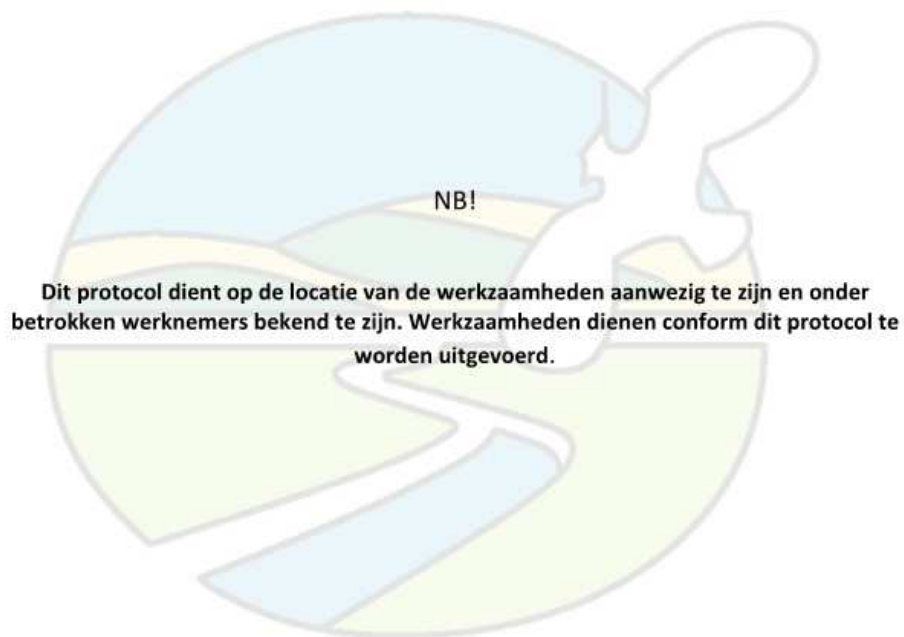 NB!
Dit protocol dient op de locatie van de werkzaamheden aanwezig te zijn en onder
betrokken werknemers bekend te zijn. Werkzaamheden dienen conform dit protocol te
worden uitgevoerd.